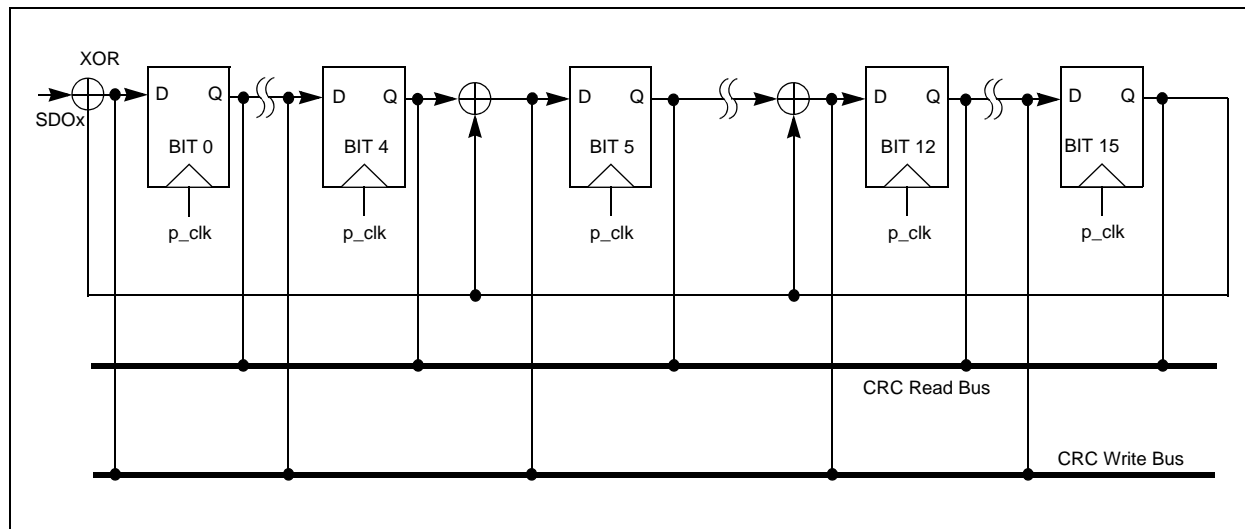 XOR
SDOx
D Q
BIT 0
p_clk
D Q
BIT 4
p_clk
D Q
BIT 5
p_clk
D Q
BIT 12
p_clk
D Q
BIT 15
p_clk
CRC Read Bus
CRC Write Bus